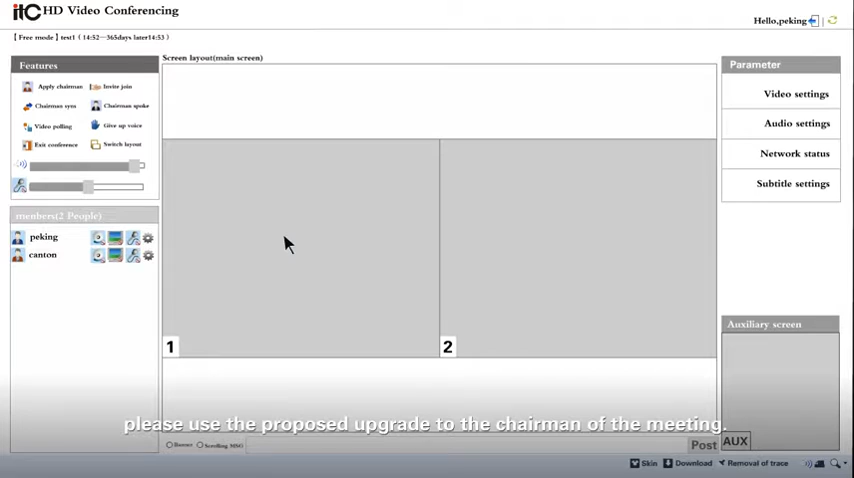 itc HD Video Conferencing
Hello,peking
【 Free mode 】 test1 ( 14:52—365days later14:53 )
Features
Apply chairman Invite join
Chairman sync Chairman spoke
Video polling Give up voice
Exit conference Switch layout
menbers(2 People)
peking
canton
Screen layout(main screen)
1 2
Parameter
Video settings
Audio settings
Network status
Subtitle settings
Auxiliary screen
AUX
please use the proposed upgrade to the chairman of the meeting.
Banner Scrolling MSG Post
Skin Download Removal of trace